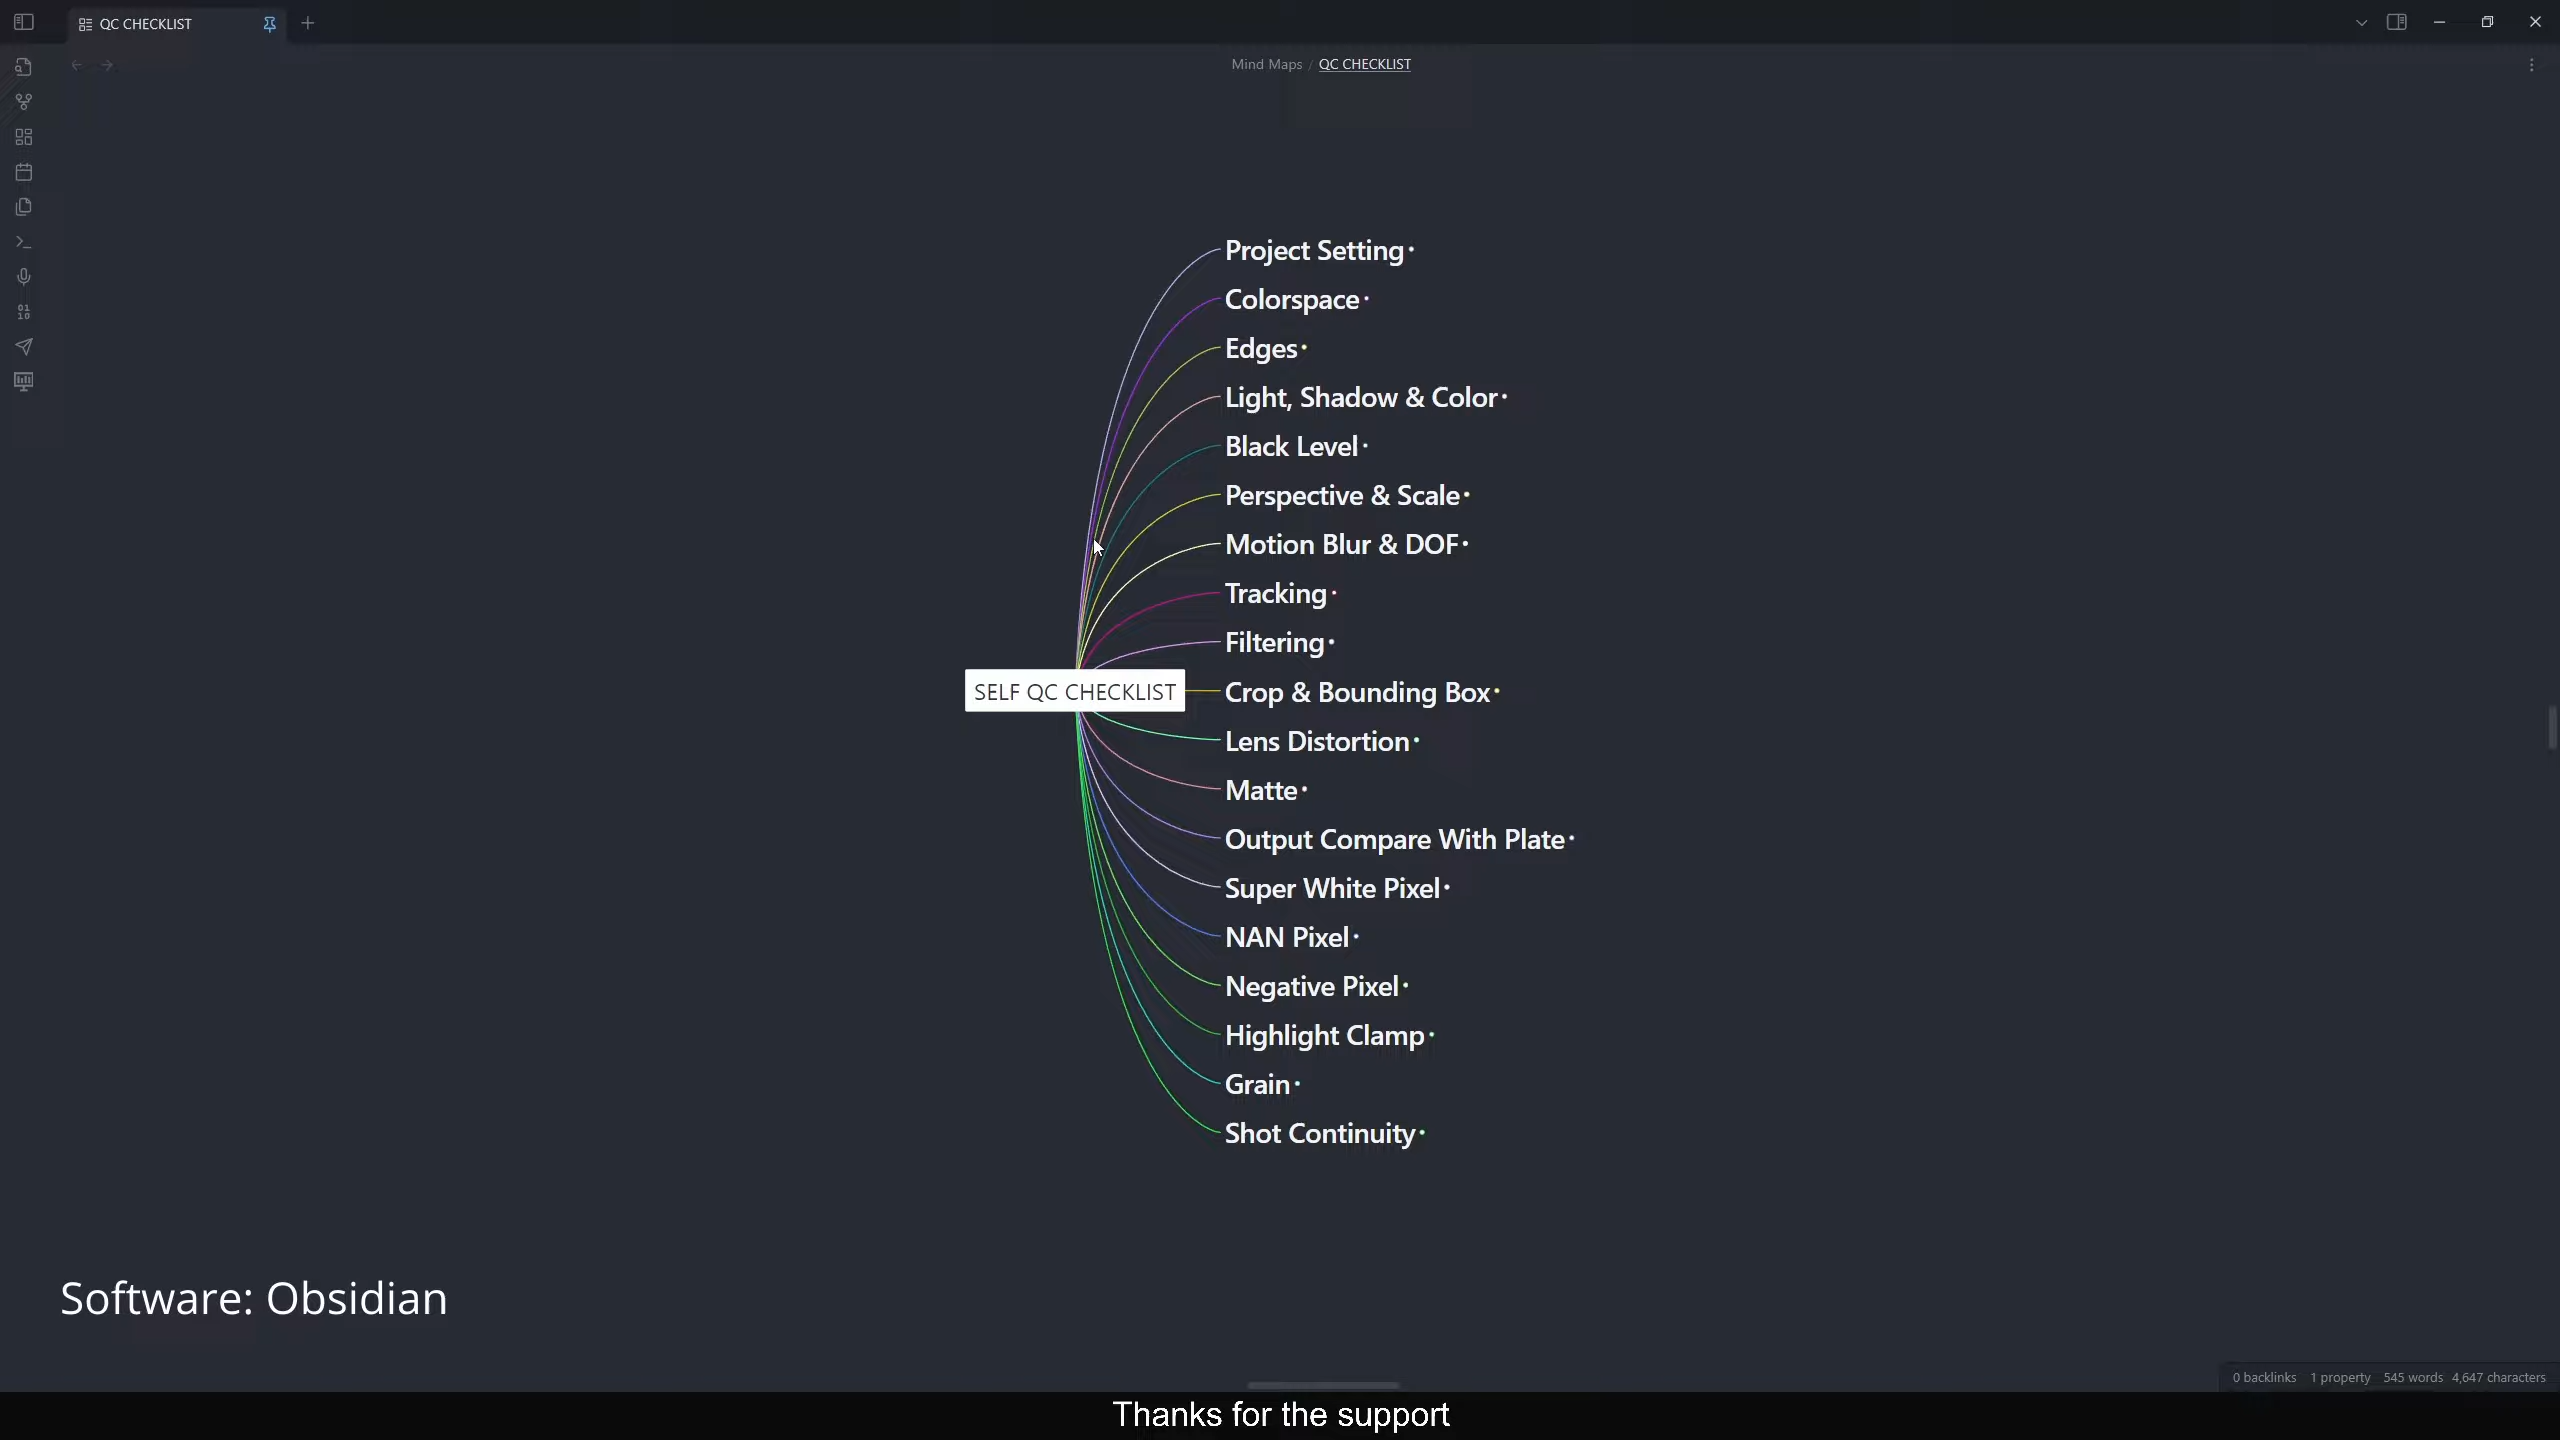 QC CHECKLIST
Mind Maps / QC CHECKLIST
Project Setting
Colorspace
Edges
Light, Shadow & Color
Black Level
Perspective & Scale
Motion Blur & DOF
Tracking
Filtering
SELF QC CHECKLIST
Crop & Bounding Box
Lens Distortion
Matte
Output Compare With Plate
Super White Pixel
NAN Pixel
Negative Pixel
Highlight Clamp
Grain
Shot Continuity
Software: Obsidian
0 backlinks 1 property 545 words 4,647 characters
Thanks for the support